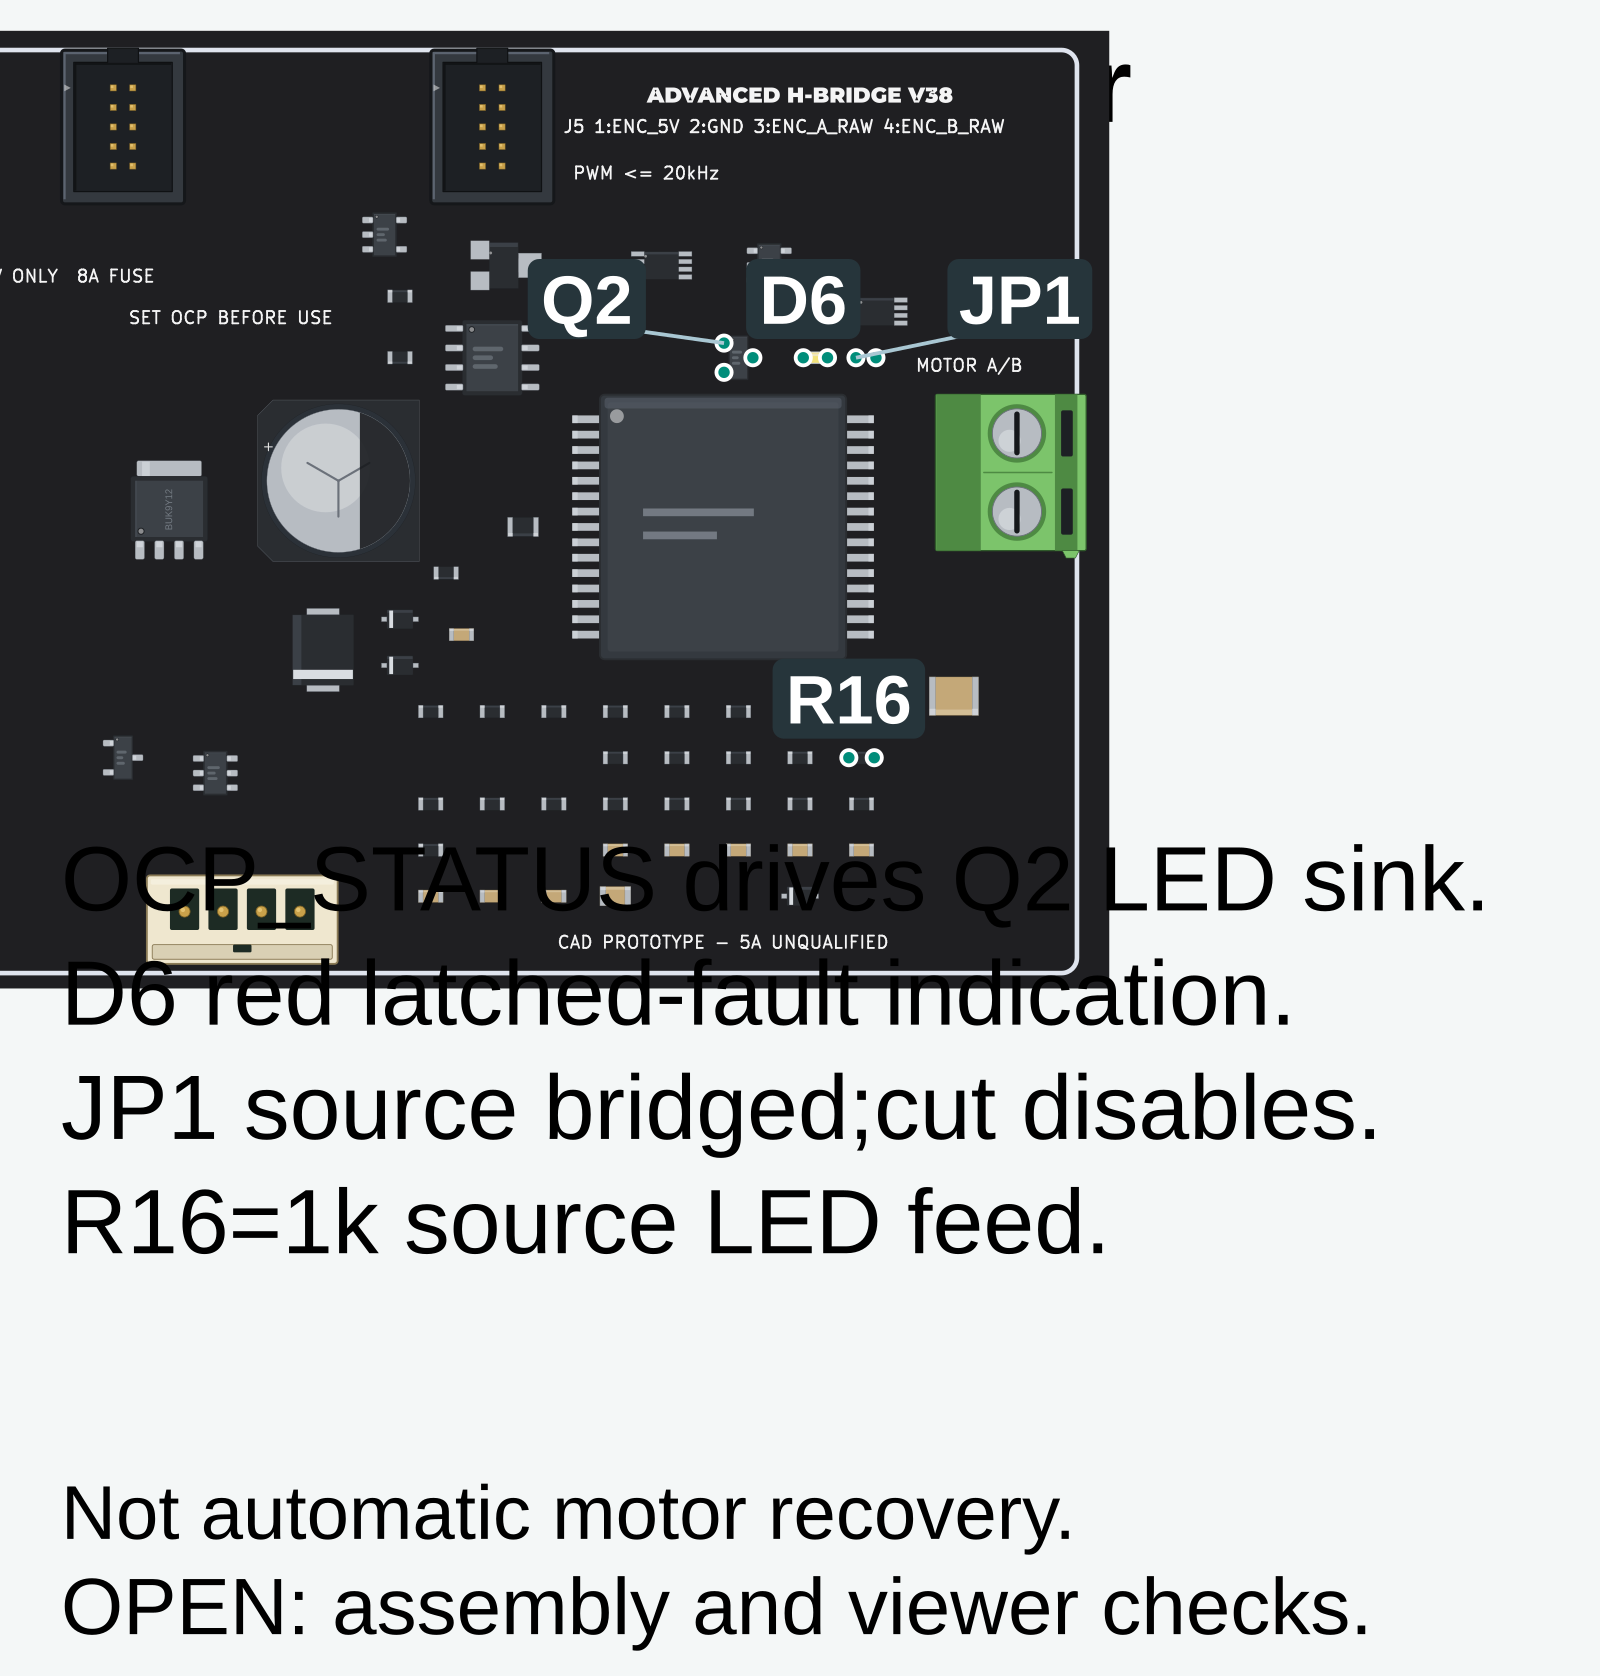 ADVANCED H-BRIDGE V38
J5 1:ENC_5V 2:GND 3:ENC_A_RAW 4:ENC_B_RAW
PWM <= 20kHz
ONLY 8A FUSE
SET OCP BEFORE USE
Q2
D6
JP1
MOTOR A/B
+
BUK9Y12
R16
OCP_STATUS drives Q2 LED sink.
CAD PROTOTYPE – 5A UNQUALIFIED
D6 red latched-fault indication.
JP1 source bridged;cut disables.
R16=1k source LED feed.
Not automatic motor recovery.
OPEN: assembly and viewer checks.